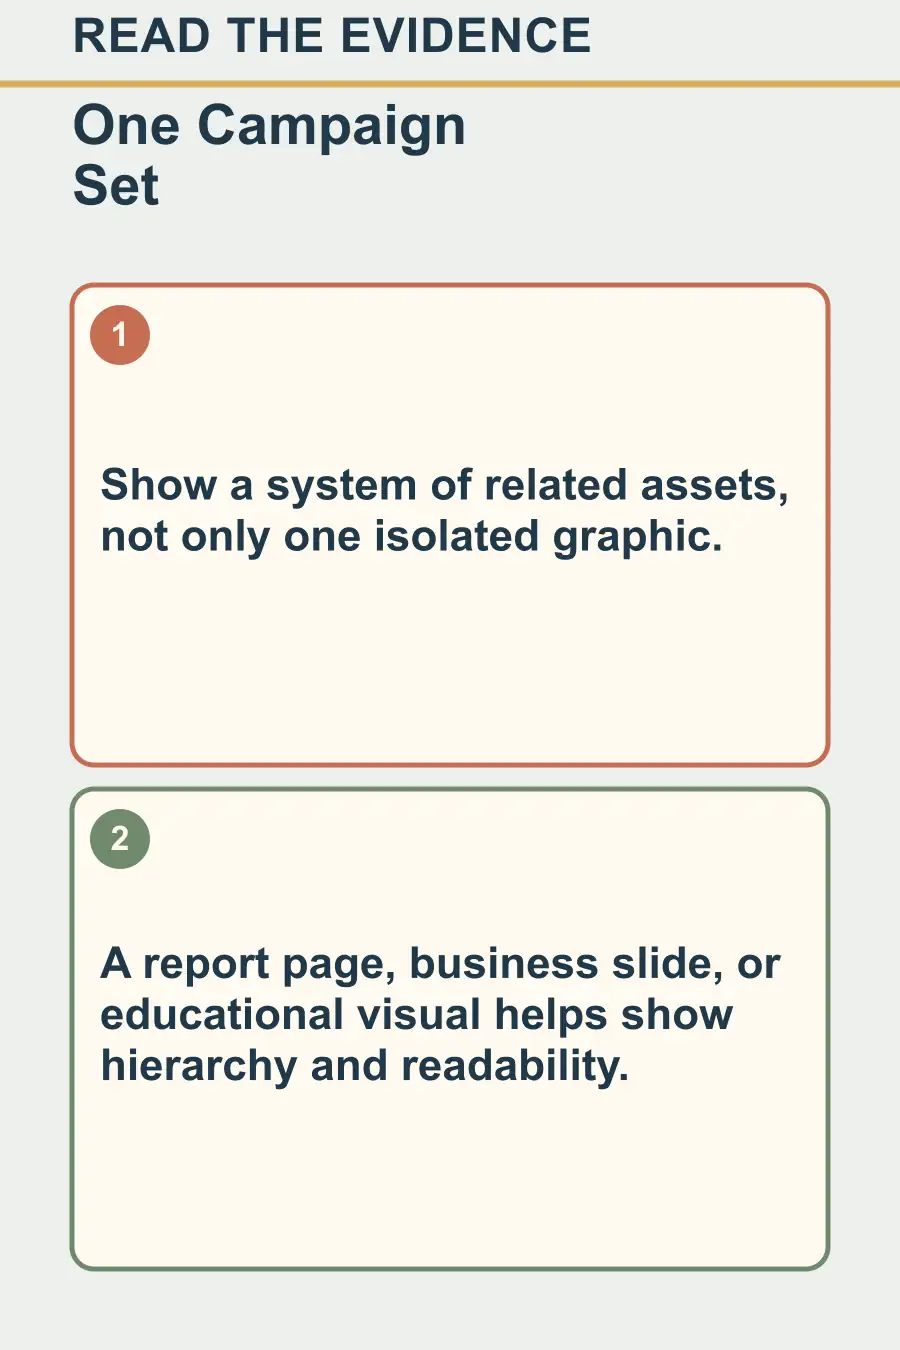 READ THE EVIDENCE
One Campaign
Set
1
Show a system of related assets,
not only one isolated graphic.
2
A report page, business slide, or
educational visual helps show
hierarchy and readability.